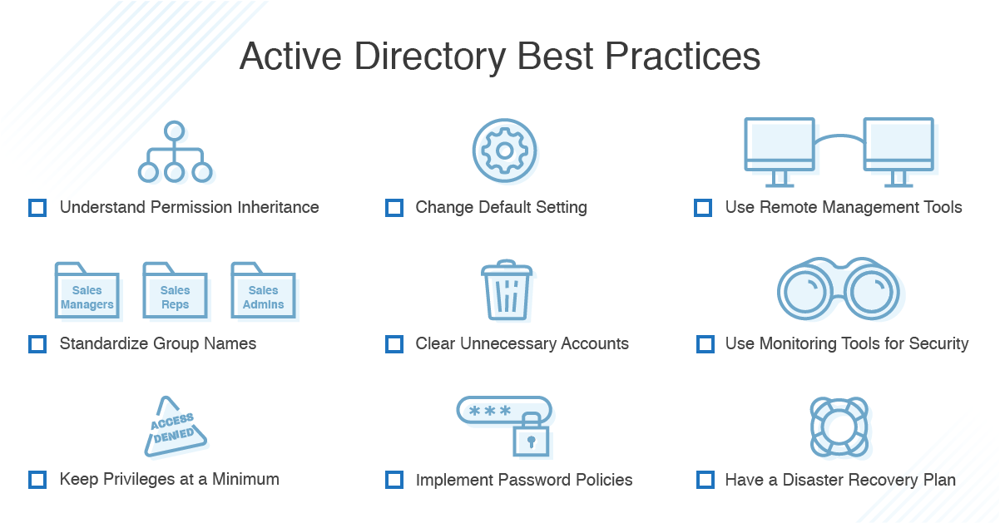 Active Directory Best Practices
Understand Permission Inheritance
Change Default Setting
Use Remote Management Tools
Sales
Managers
Sales
Reps
Sales
Admins
Standardize Group Names
Clear Unnecessary Accounts
Use Monitoring Tools for Security
ACCESS
DENIED
***
Keep Privileges at a Minimum
Implement Password Policies
Have a Disaster Recovery Plan